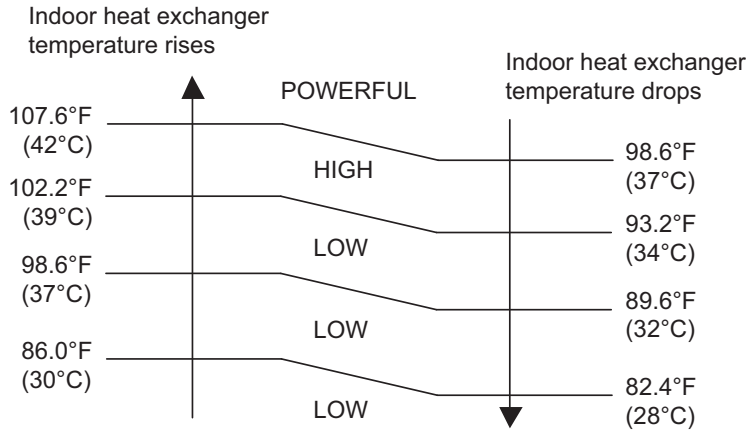 Indoor heat exchanger
temperature rises
Indoor heat exchanger
temperature drops
POWERFUL
107.6°F
(42°C)
98.6°F
(37°C)
HIGH
102.2°F
(39°C)
93.2°F
(34°C)
LOW
98.6°F
(37°C)
89.6°F
(32°C)
LOW
86.0°F
(30°C)
82.4°F
(28°C)
LOW